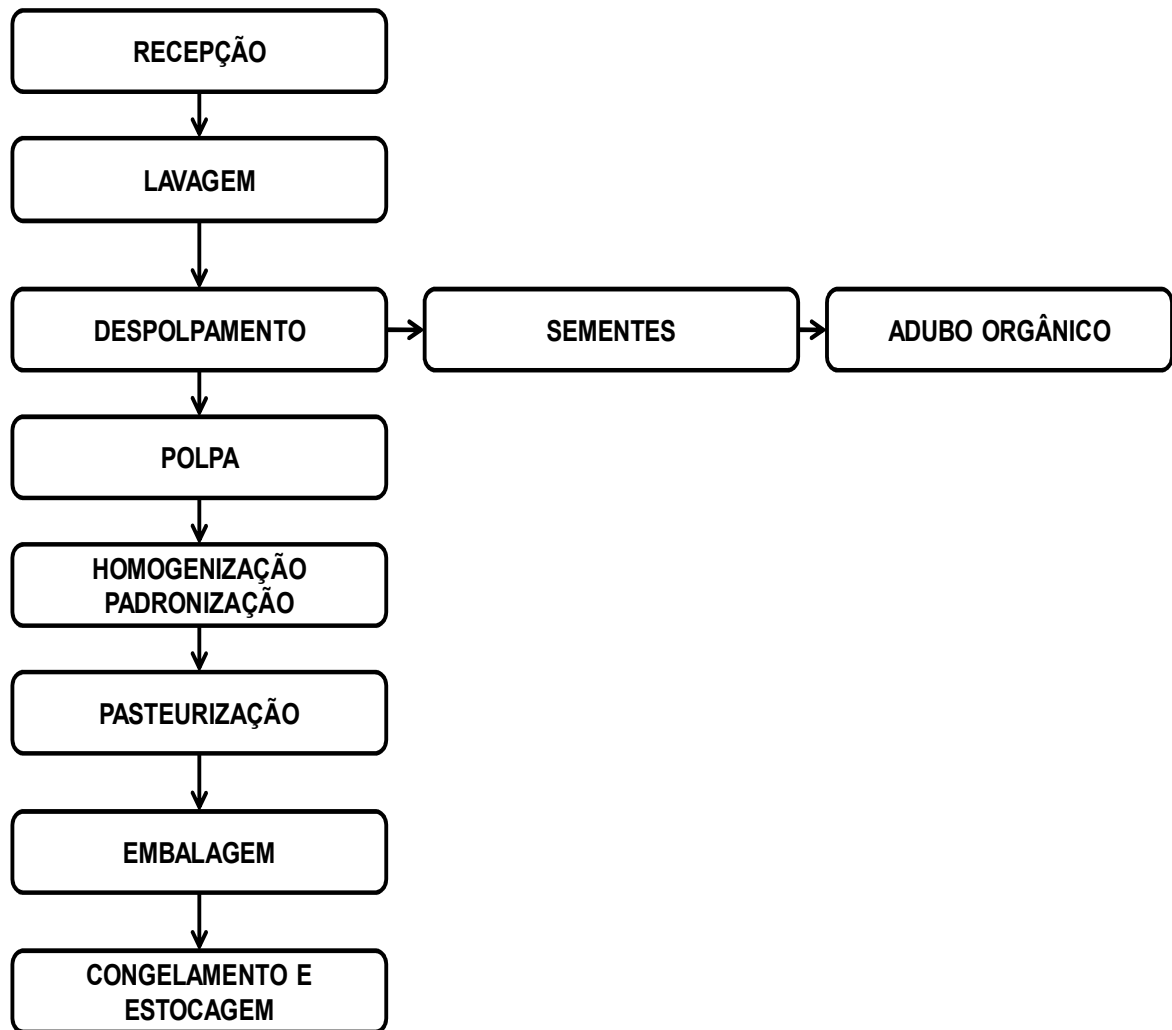 RECEPÇÃO
LAVAGEM
DESPOLPAMENTO
SEMENTES
ADUBO ORGÂNICO
POLPA
HOMOGENIZAÇÃO
PADRONIZAÇÃO
PASTEURIZAÇÃO
EMBALAGEM
CONGELAMENTO E
ESTOCAGEM